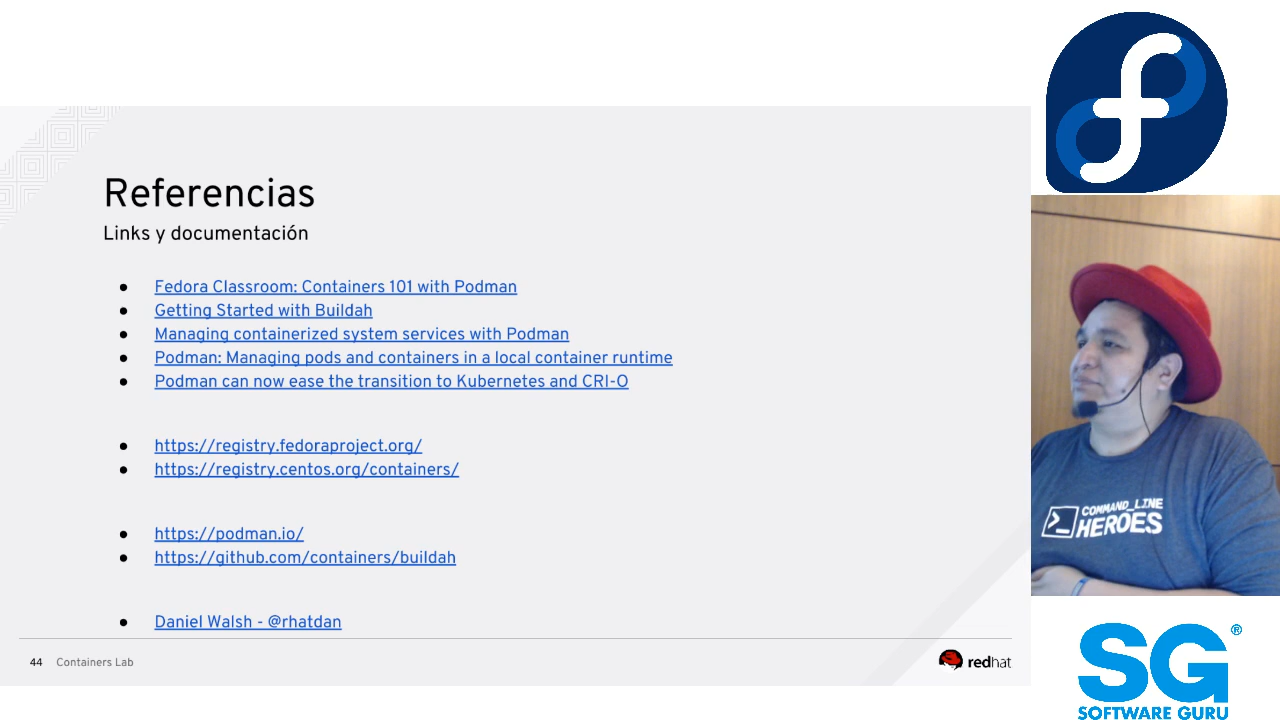 Referencias
Links y documentación
Fedora Classroom: Containers 101 with Podman
Getting Started with Buildah
Managing containerized system services with Podman
Podman: Managing pods and containers in a local container runtime
Podman can now ease the transition to Kubernetes and CRI-O
https://registry.fedoraproject.org/
https://registry.centos.org/containers/
https://podman.io/
https://github.com/containers/buildah
Daniel Walsh - @rhatdan
44 Containers Lab
redhat
COMMAND_LINE
HEROES
SG®
SOFTWARE GURU